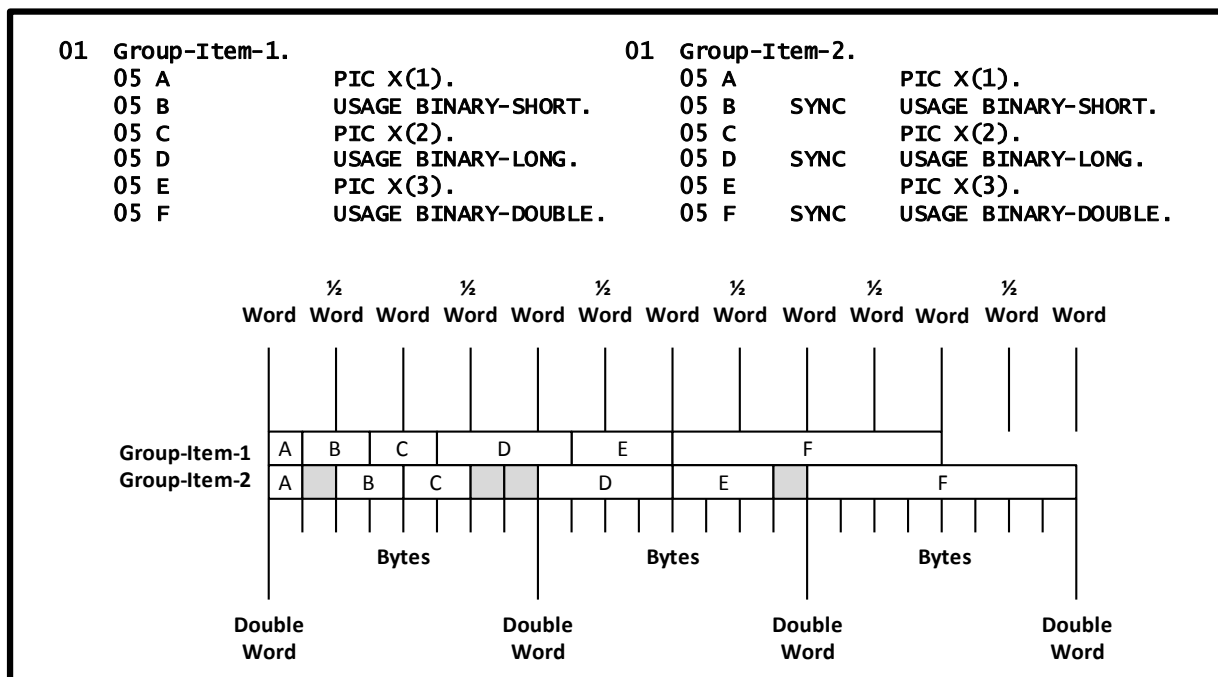 01 Group-Item-1. 01 Group-Item-2.
05 A PIC X(1). 05 A PIC X(1).
05 B USAGE BINARY-SHORT. 05 B SYNC USAGE BINARY-SHORT.
05 C PIC X(2). 05 C PIC X(2).
05 D USAGE BINARY-LONG. 05 D SYNC USAGE BINARY-LONG.
05 E PIC X(3). 05 E PIC X(3).
05 F USAGE BINARY-DOUBLE. 05 F SYNC USAGE BINARY-DOUBLE.
½ ½ ½ ½ ½ ½
Word Word Word Word Word Word Word Word Word Word Word Word Word
Group-Item-1 A B C D E F
Group-Item-2 A B C D E F
Bytes Bytes Bytes
Double Double Double Double
Word Word Word Word